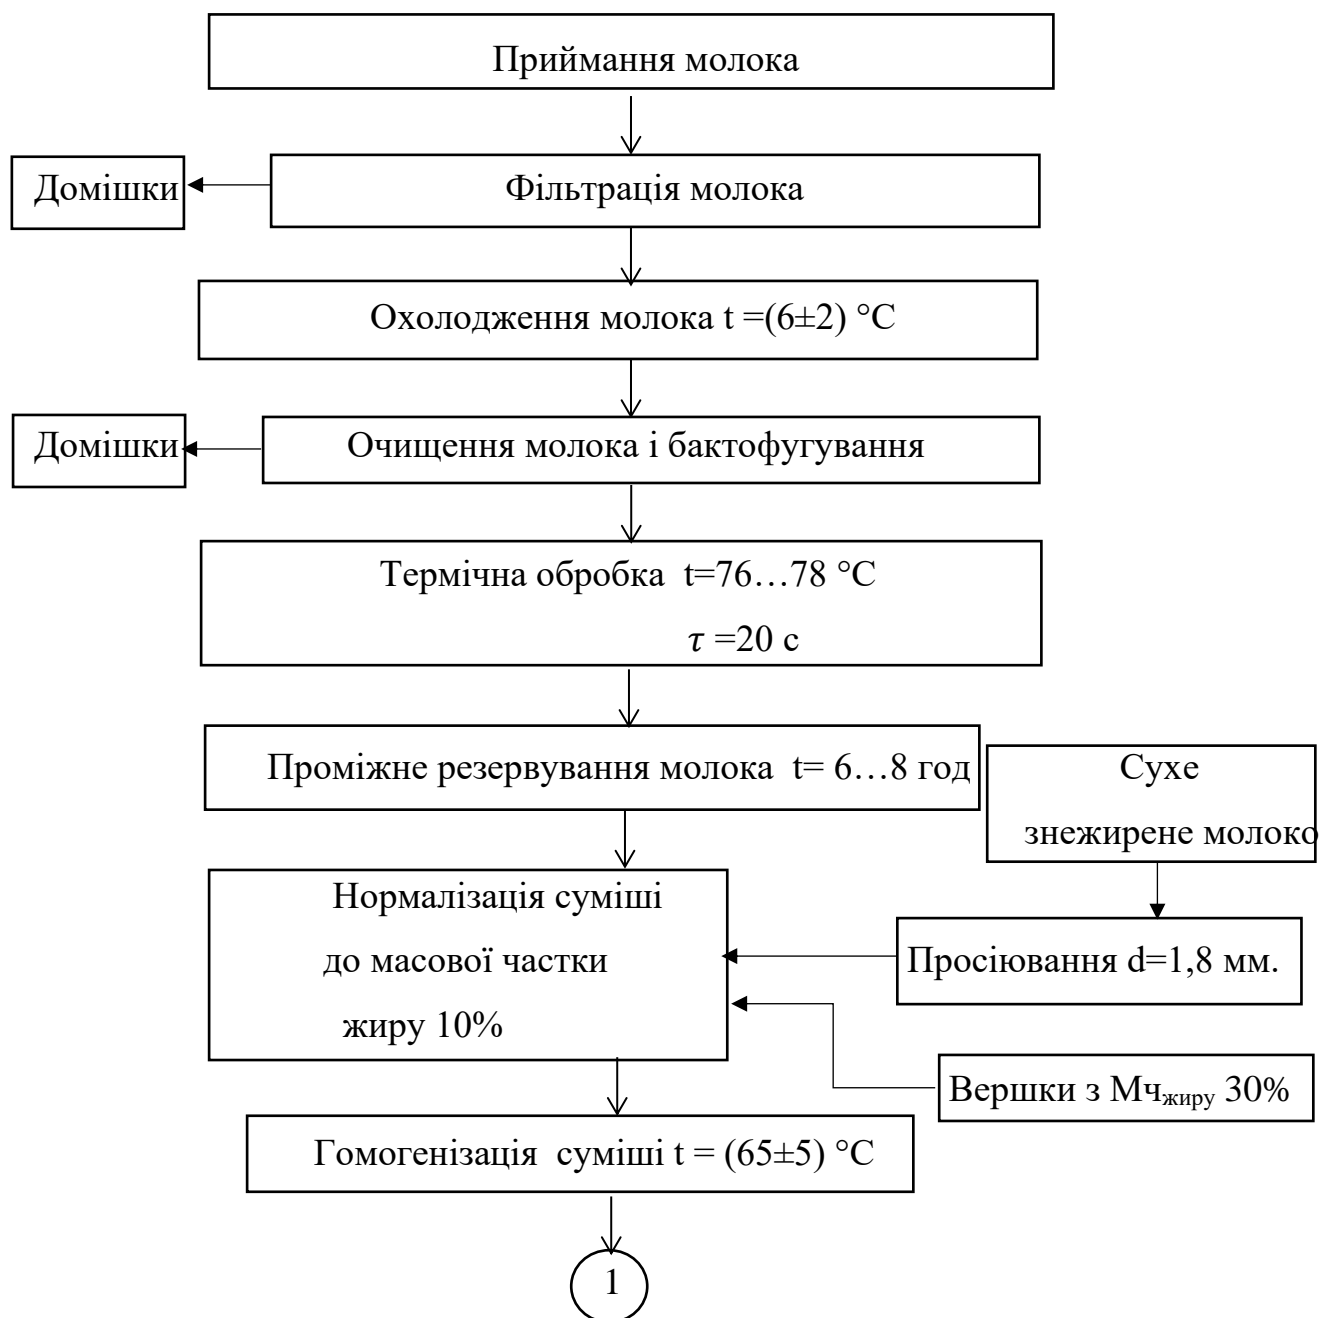 Приймання молока
Домішки
Фільтрація молока
Охолодження молока t =(6±2) °С
Домішки
Очищення молока і бактофугування
Термічна обробка t=76…78 °С
τ =20 с
Проміжне резервування молока t= 6…8 год
Сухе
знежирене молоко
Нормалізація суміші
до масової частки
жиру 10%
Просіювання d=1,8 мм.
Вершки з Мчжиру 30%
Гомогенізація суміші t = (65±5) °С
1